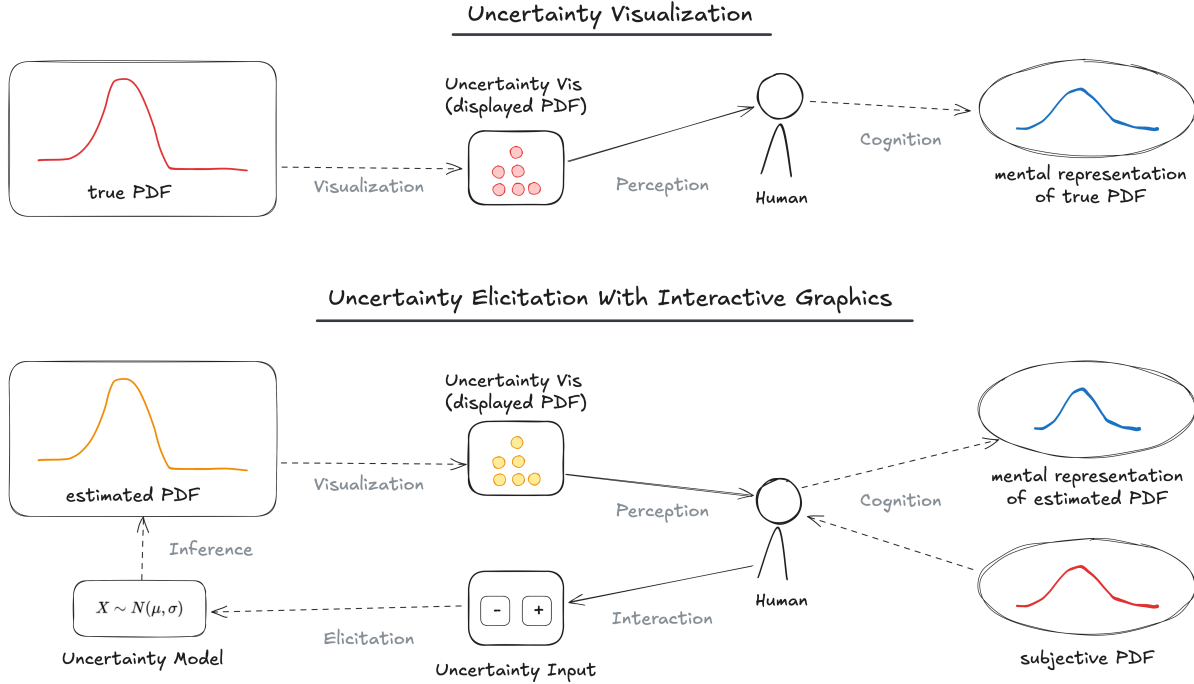 Uncertainty Visualization
Uncertainty Vis
(displayed PDF)
true PDF
Visualization
Perception
Human
Cognition
mental representation
of true PDF
Uncertainty Elicitation With Interactive Graphics
Uncertainty Vis
(displayed PDF)
estimated PDF
Visualization
Perception
Cognition
mental representation
of estimated PDF
Inference
X ~ N(μ, σ)
Uncertainty Model
Elicitation
- +
Uncertainty Input
Interaction
Human
subjective PDF